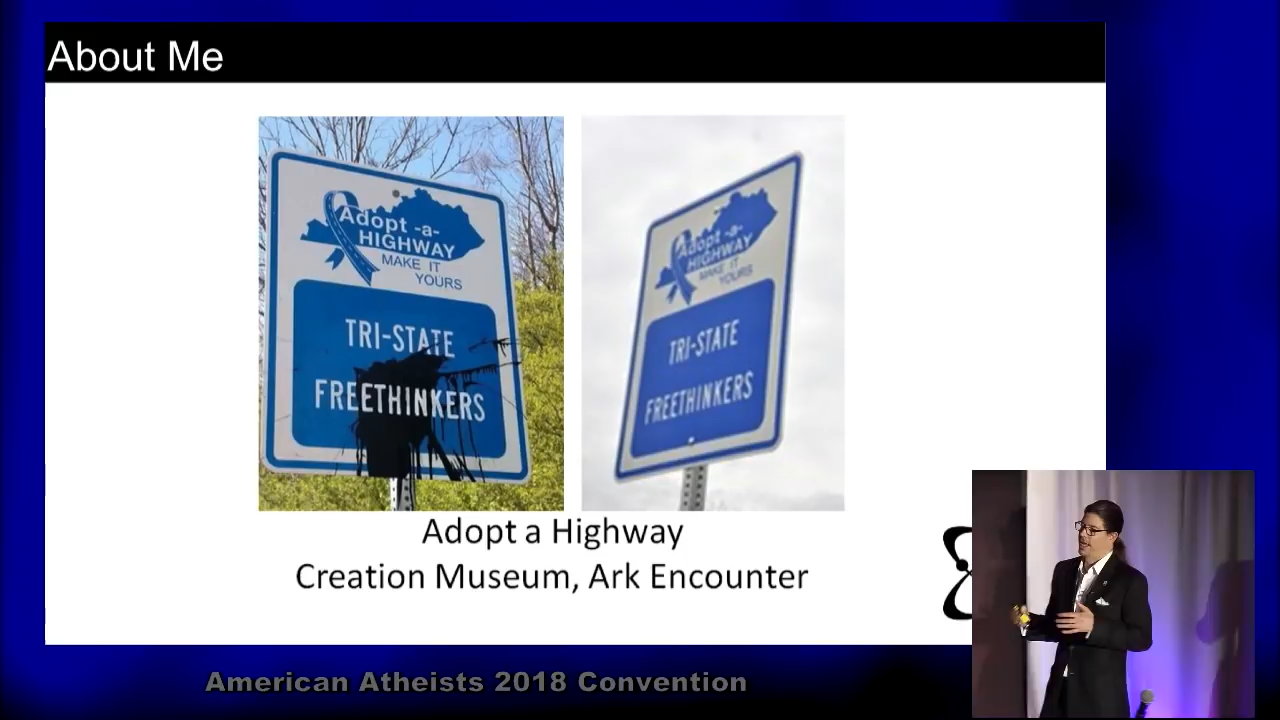 About Me
Adopt -a-
HIGHWAY
MAKE IT
YOURS
TRI-STATE
FREETHINKERS
Adopt -a-
HIGHWAY
MAKE IT
YOURS
TRI-STATE
FREETHINKERS
Adopt a Highway
Creation Museum, Ark Encounter
American Atheists 2018 Convention